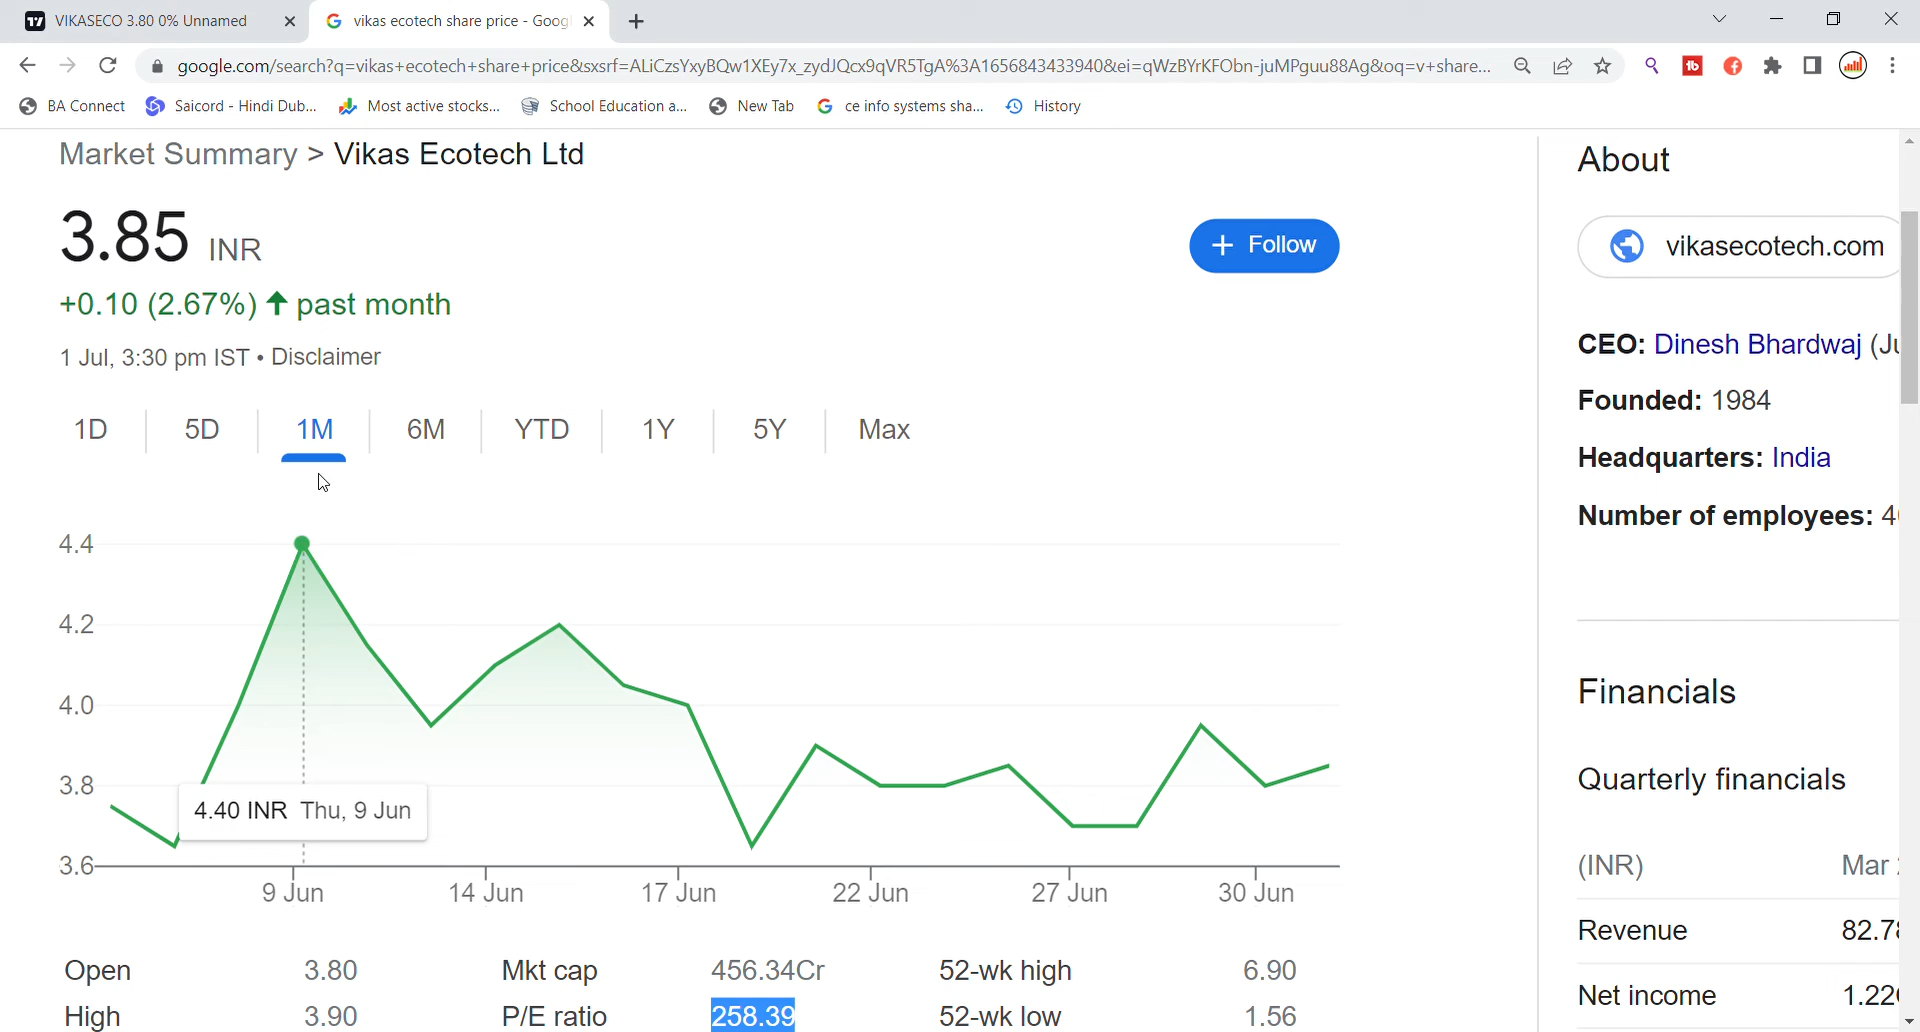 VIKASECO 3.80 0% Unnamed
vikas ecotech share price - Goog
google.com/search?q=vikas+ecotech+share+price&sxsrf=ALiCzsYxyBQw1XEy7x_zydJQcx9qVR5TgA%3A1656843433940&ei=qWzBYrKFObn-juMPguu88Ag&oq=v+share...
BA Connect
Saicord - Hindi Dub...
Most active stocks...
School Education a...
New Tab
ce info systems sha...
History
Market Summary > Vikas Ecotech Ltd
3.85 INR
+ Follow
+0.10 (2.67%) ↑ past month
1 Jul, 3:30 pm IST • Disclaimer
1D 5D 1M 6M YTD 1Y 5Y Max
4.4
4.2
4.0
3.8
3.6
4.40 INR Thu, 9 Jun
9 Jun 14 Jun 17 Jun 22 Jun 27 Jun 30 Jun
Open 3.80 Mkt cap 456.34Cr 52-wk high 6.90
High 3.90 P/E ratio 258.39 52-wk low 1.56
About
vikasecotech.com
CEO: Dinesh Bhardwaj
Founded: 1984
Headquarters: India
Number of employees:
Financials
Quarterly financials
(INR) Mar
Revenue 82.78
Net income 1.22